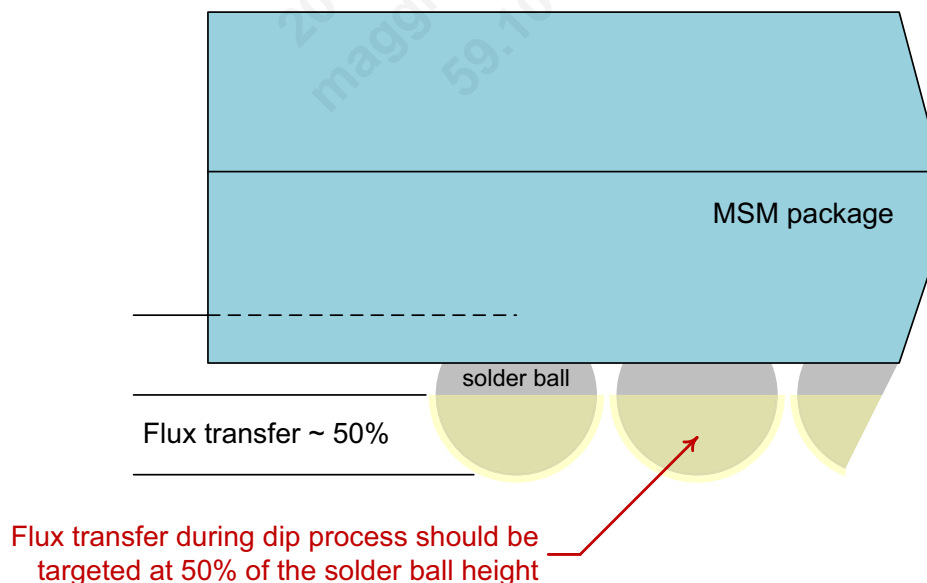 MSM package
solder ball
Flux transfer ~ 50%
Flux transfer during dip process should be
targeted at 50% of the solder ball height